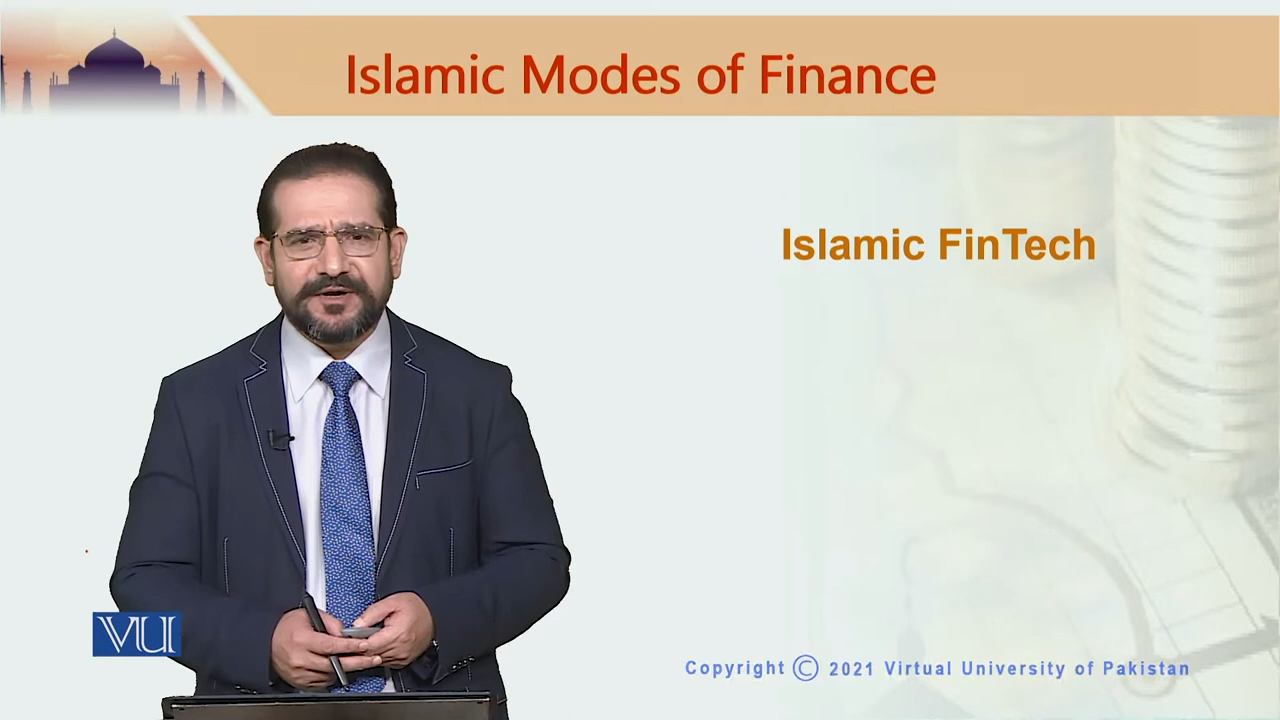 Islamic Modes of Finance
Islamic FinTech
VU
Copyright © 2021 Virtual University of Pakistan